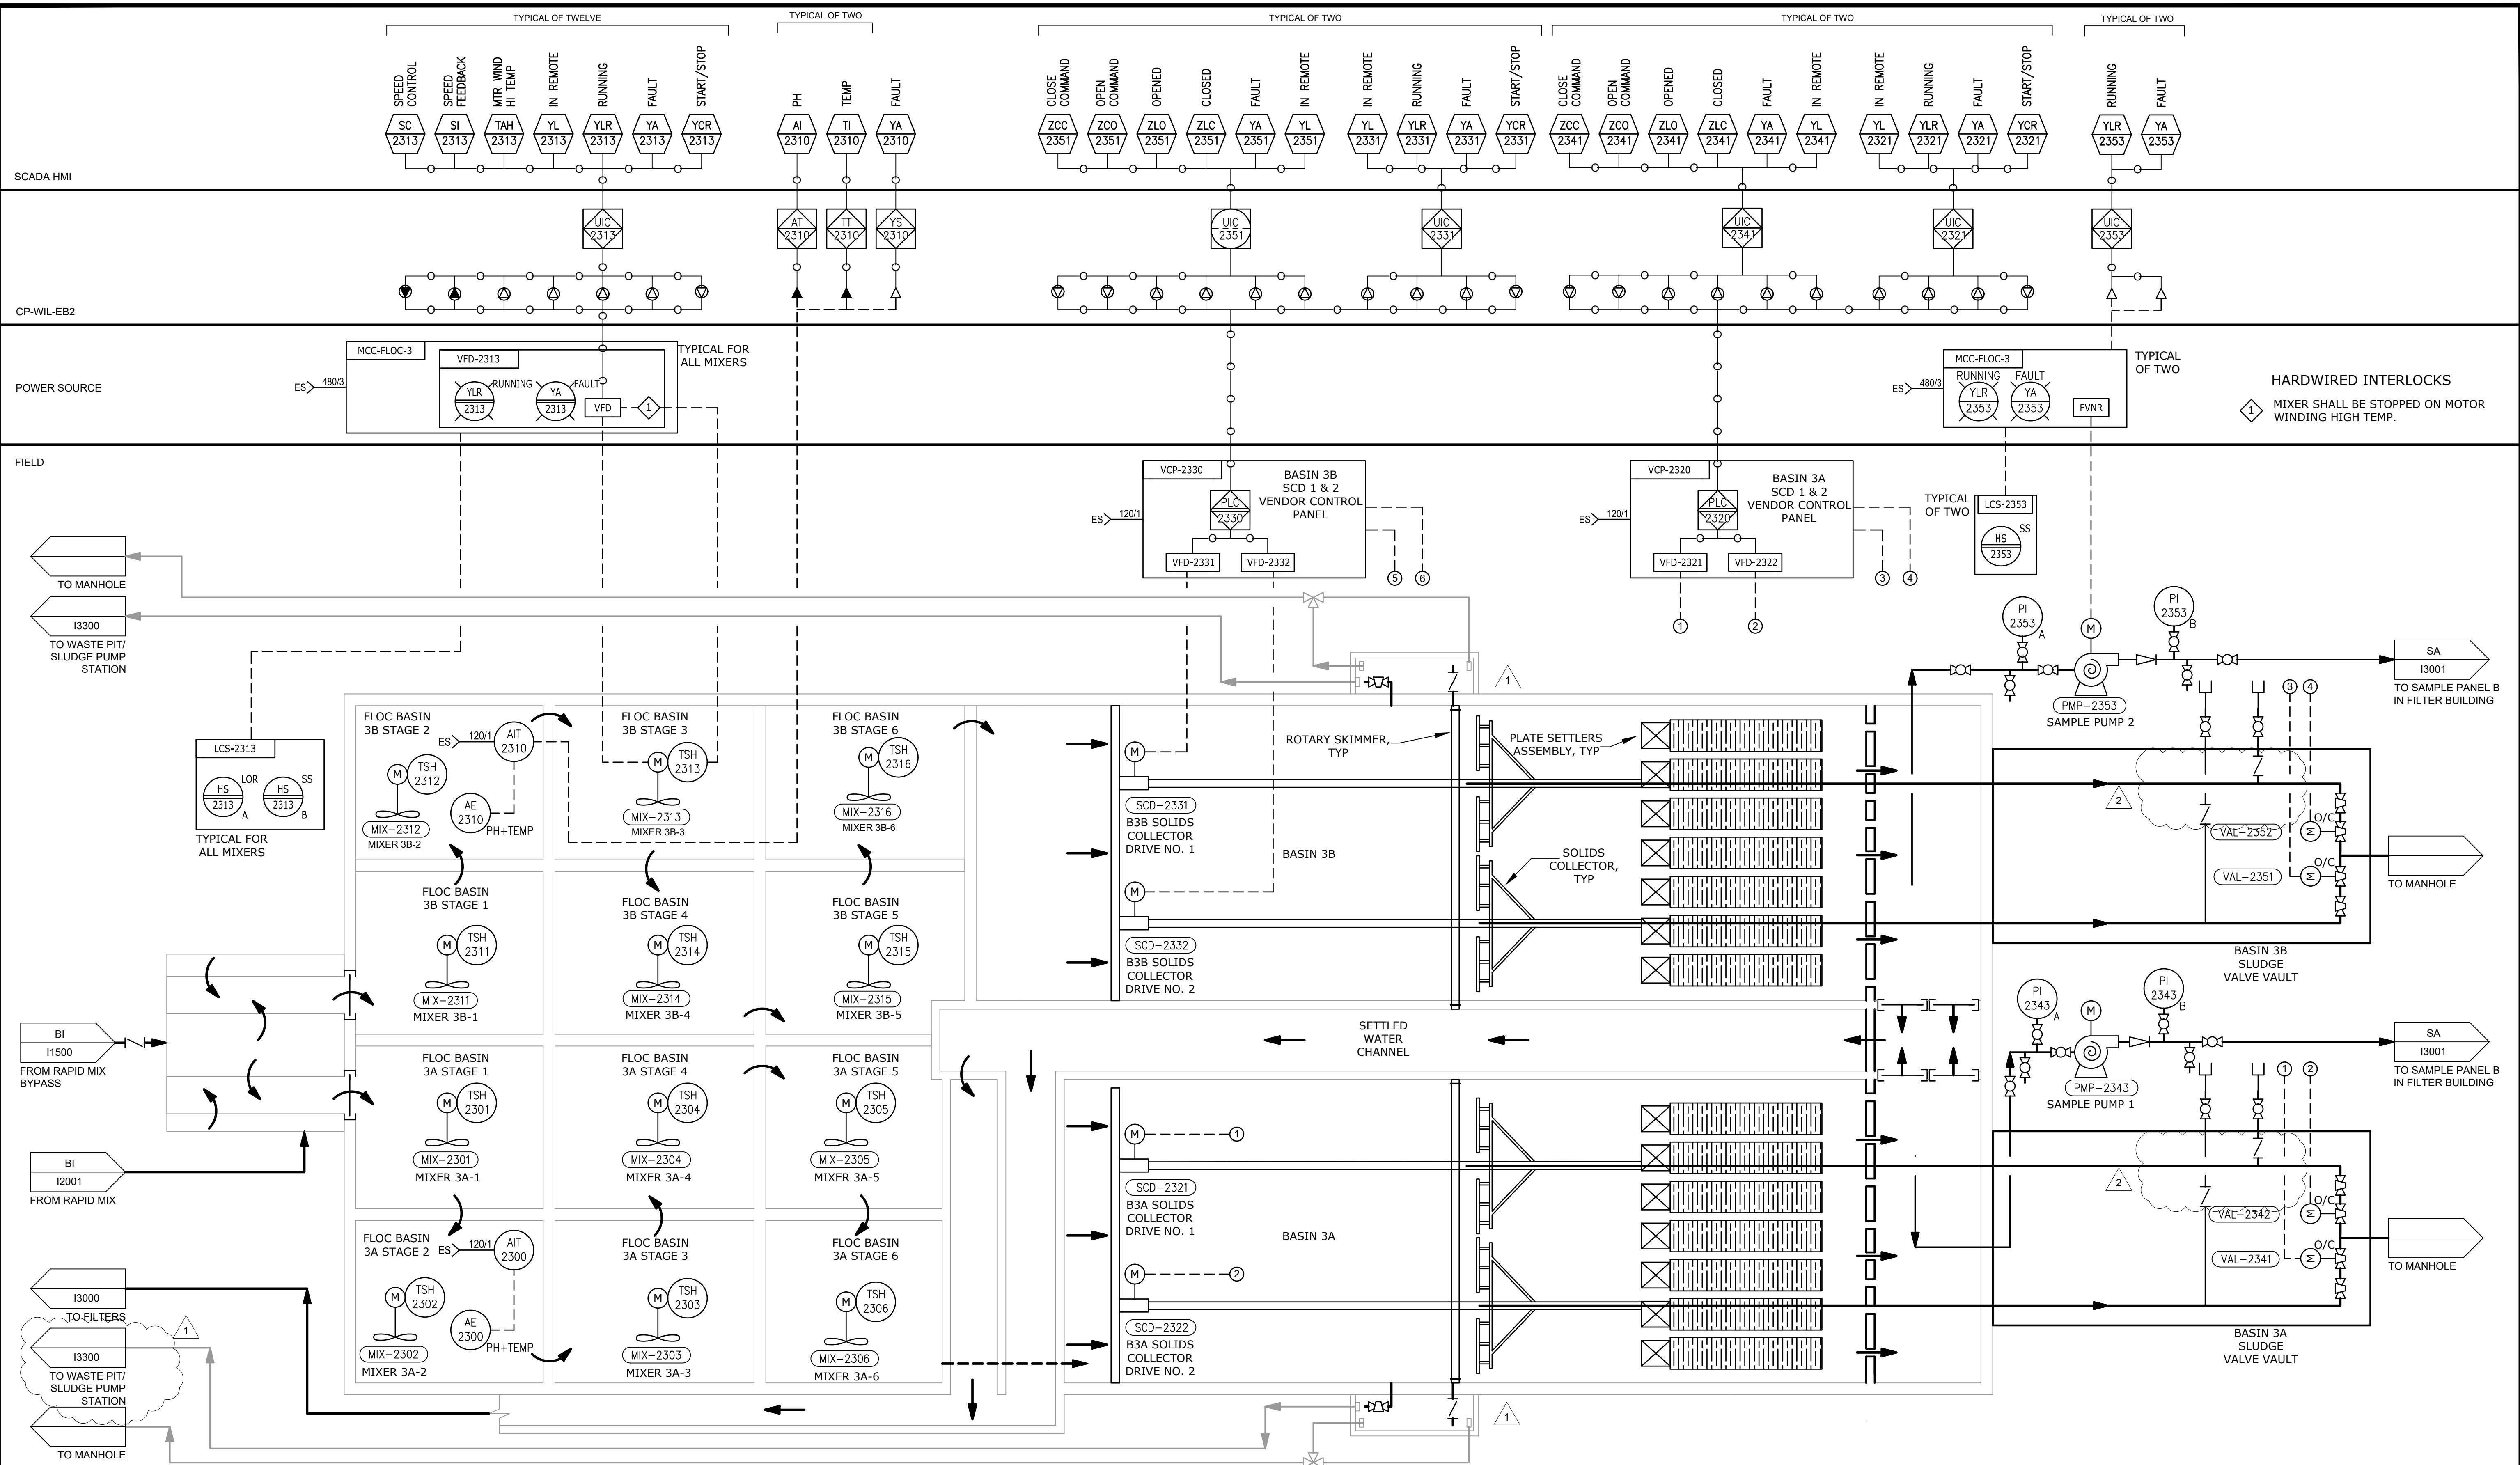 TYPICAL OF TWELVE
TYPICAL OF TWO
TYPICAL OF TWO
TYPICAL OF TWO
TYPICAL OF TWO
SPEED
CONTROL
SPEED
FEEDBACK
MTR WIND
HI TEMP
IN REMOTE
RUNNING
FAULT
START/STOP
PH
TEMP
FAULT
CLOSE
COMMAND
OPEN
COMMAND
OPENED
CLOSED
FAULT
IN REMOTE
IN REMOTE
RUNNING
FAULT
START/STOP
CLOSE
COMMAND
OPEN
COMMAND
OPENED
CLOSED
FAULT
IN REMOTE
IN REMOTE
RUNNING
FAULT
START/STOP
RUNNING
FAULT
SC
2313
SI
2313
TAH
2313
YL
2313
YLR
2313
YA
2313
YCR
2313
AI
2310
TI
2310
YA
2310
ZCC
2351
ZCO
2351
ZLO
2351
ZLC
2351
YA
2351
YL
2351
YL
2331
YLR
2331
YA
2331
YCR
2331
ZCC
2341
ZCO
2341
ZLO
2341
ZLC
2341
YA
2341
YL
2341
YL
2321
YLR
2321
YA
2321
YCR
2321
YLR
2353
YA
2353
SCADA HMI
UIC
2313
AT
2310
TT
2310
YS
2310
UIC
2351
UIC
2331
UIC
2341
UIC
2321
UIC
2353
CP-WIL-EB2
POWER SOURCE
ES
480/3
MCC-FLOC-3
VFD-2313
YLR
2313
RUNNING
YA
2313
FAULT
VFD
1
TYPICAL FOR
ALL MIXERS
ES
480/3
MCC-FLOC-3
RUNNING
YLR
2353
FAULT
YA
2353
FVNR
TYPICAL
OF TWO
HARDWIRED INTERLOCKS
1
MIXER SHALL BE STOPPED ON MOTOR
WINDING HIGH TEMP.
FIELD
ES
120/1
VCP-2330
PLC
2330
BASIN 3B
SCD 1 & 2
VENDOR CONTROL
PANEL
VFD-2331
VFD-2332
5
6
ES
120/1
VCP-2320
PLC
2320
BASIN 3A
SCD 1 & 2
VENDOR CONTROL
PANEL
VFD-2321
VFD-2322
3
4
1
2
TYPICAL
OF TWO
LCS-2353
HS
2353
SS
TO MANHOLE
I3300
TO WASTE PIT/
SLUDGE PUMP
STATION
LCS-2313
HS
2313
LOR
A
HS
2313
SS
B
TYPICAL FOR
ALL MIXERS
FLOC BASIN
3B STAGE 2
ES
120/1
AIT
2310
M
TSH
2312
AE
2310
PH+TEMP
MIX-2312
MIXER 3B-2
FLOC BASIN
3B STAGE 3
M
TSH
2313
MIX-2313
MIXER 3B-3
FLOC BASIN
3B STAGE 6
M
TSH
2316
MIX-2316
MIXER 3B-6
FLOC BASIN
3B STAGE 1
M
TSH
2311
MIX-2311
MIXER 3B-1
FLOC BASIN
3B STAGE 4
M
TSH
2314
MIX-2314
MIXER 3B-4
FLOC BASIN
3B STAGE 5
M
TSH
2315
MIX-2315
MIXER 3B-5
FLOC BASIN
3A STAGE 1
M
TSH
2301
MIX-2301
MIXER 3A-1
FLOC BASIN
3A STAGE 4
M
TSH
2304
MIX-2304
MIXER 3A-4
FLOC BASIN
3A STAGE 5
M
TSH
2305
MIX-2305
MIXER 3A-5
FLOC BASIN
3A STAGE 2
ES
120/1
AIT
2300
M
TSH
2302
AE
2300
PH+TEMP
MIX-2302
MIXER 3A-2
FLOC BASIN
3A STAGE 3
M
TSH
2303
MIX-2303
MIXER 3A-3
FLOC BASIN
3A STAGE 6
M
TSH
2306
MIX-2306
MIXER 3A-6
BI
I1500
FROM RAPID MIX
BYPASS
BI
I2001
FROM RAPID MIX
I3000
TO FILTERS
1
I3300
TO WASTE PIT/
SLUDGE PUMP
STATION
TO MANHOLE
M
SCD-2331
B3B SOLIDS
COLLECTOR
DRIVE NO. 1
M
SCD-2332
B3B SOLIDS
COLLECTOR
DRIVE NO. 2
BASIN 3B
ROTARY SKIMMER,
TYP
1
PLATE SETTLERS
ASSEMBLY, TYP
SOLIDS
COLLECTOR,
TYP
SETTLED
WATER
CHANNEL
M
1
SCD-2321
B3A SOLIDS
COLLECTOR
DRIVE NO. 1
M
2
SCD-2322
B3A SOLIDS
COLLECTOR
DRIVE NO. 2
BASIN 3A
1
PI
2353
A
M
PI
2353
B
PMP-2353
SAMPLE PUMP 2
SA
I3001
TO SAMPLE PANEL B
IN FILTER BUILDING
3
4
2
VAL-2352
M
O/C
VAL-2351
M
O/C
TO MANHOLE
BASIN 3B
SLUDGE
VALVE VAULT
PI
2343
A
M
PI
2343
B
PMP-2343
SAMPLE PUMP 1
SA
I3001
TO SAMPLE PANEL B
IN FILTER BUILDING
1
2
2
VAL-2342
M
O/C
VAL-2341
M
O/C
TO MANHOLE
BASIN 3A
SLUDGE
VALVE VAULT